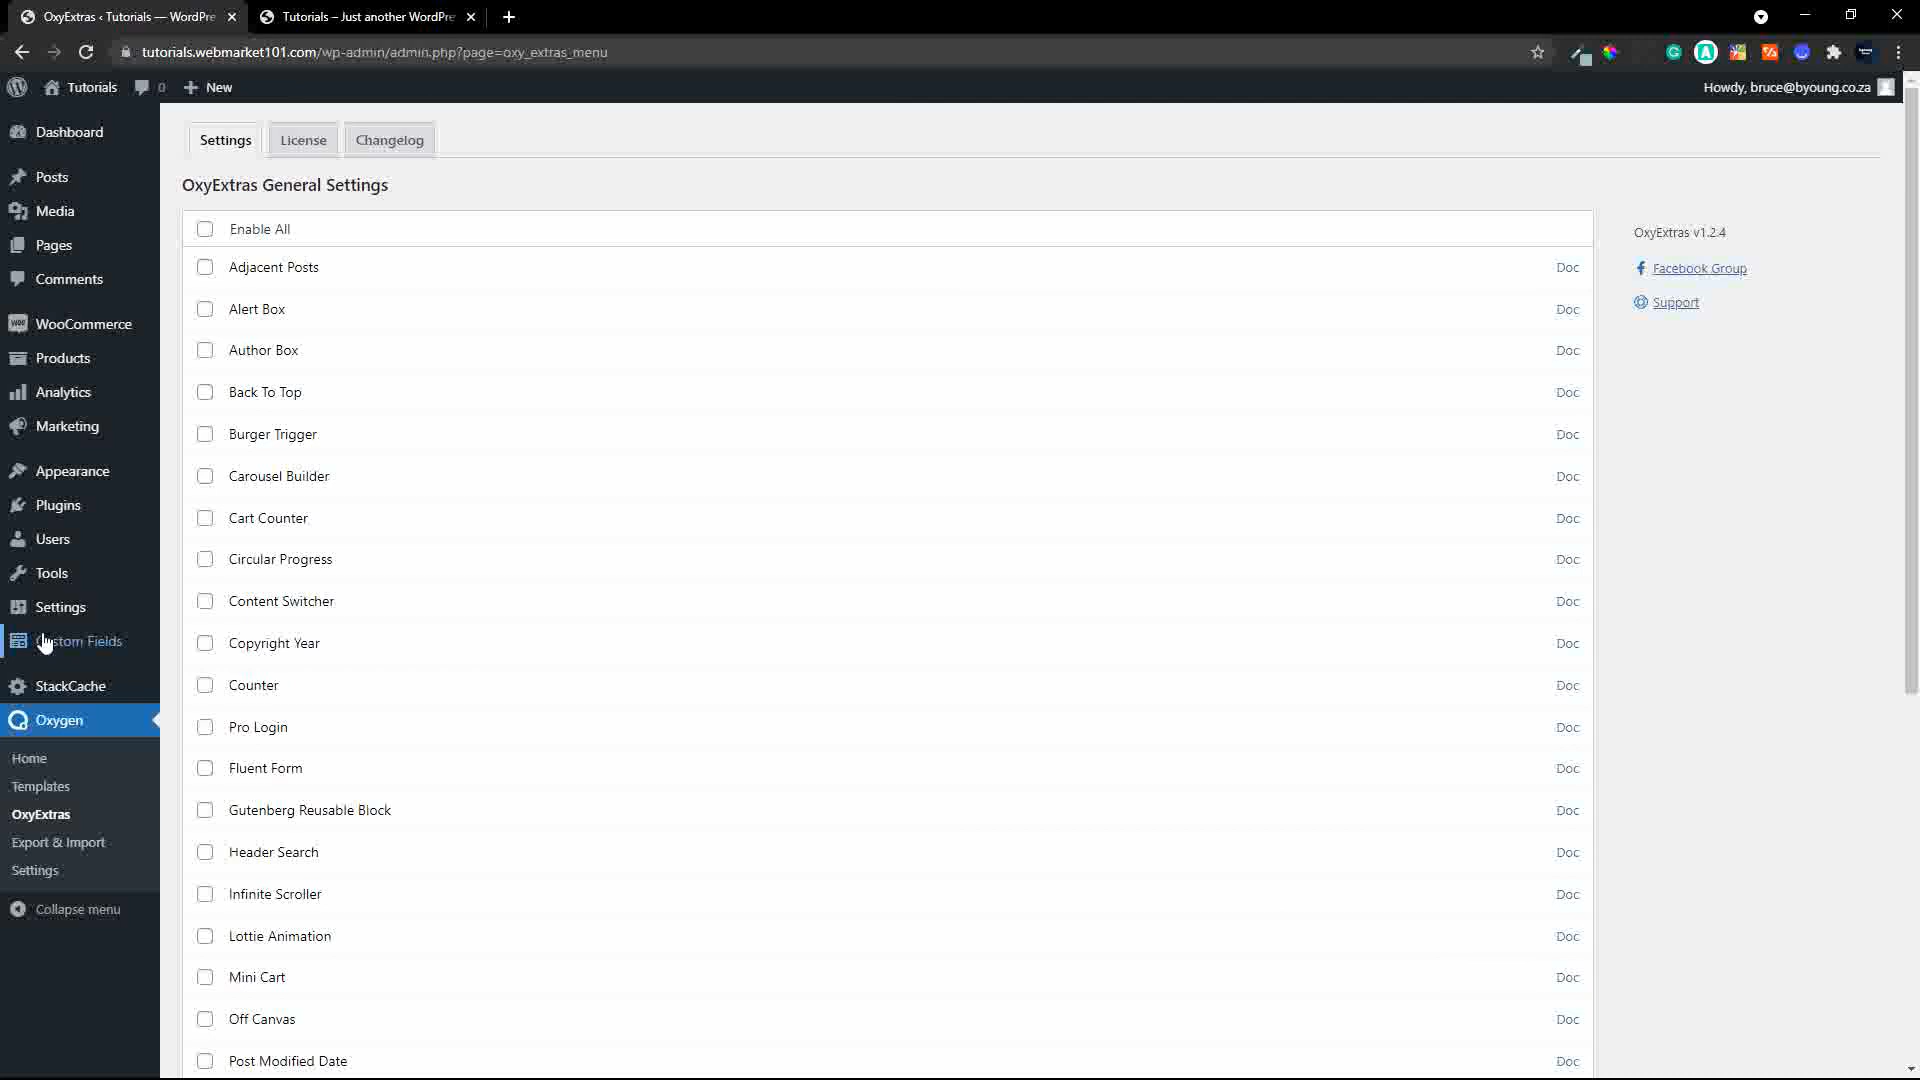 OxyExtras ‹ Tutorials — WordPre
Tutorials – Just another WordPre
tutorials.webmarket101.com/wp-admin/admin.php?page=oxy_extras_menu
Tutorials
0
New
Howdy, bruce@byoung.co.za
Dashboard
Posts
Media
Pages
Comments
WooCommerce
Products
Analytics
Marketing
Appearance
Plugins
Users
Tools
Settings
Fields
StackCache
Oxygen
Home
Templates
OxyExtras
Export & Import
Settings
Collapse menu
Settings
License
Changelog
OxyExtras General Settings
Enable All
Adjacent Posts Doc
Alert Box Doc
Author Box Doc
Back To Top Doc
Burger Trigger Doc
Carousel Builder Doc
Cart Counter Doc
Circular Progress Doc
Content Switcher Doc
Copyright Year Doc
Counter Doc
Pro Login Doc
Fluent Form Doc
Gutenberg Reusable Block Doc
Header Search Doc
Infinite Scroller Doc
Lottie Animation Doc
Mini Cart Doc
Off Canvas Doc
Post Modified Date Doc
OxyExtras v1.2.4
Facebook Group
Support